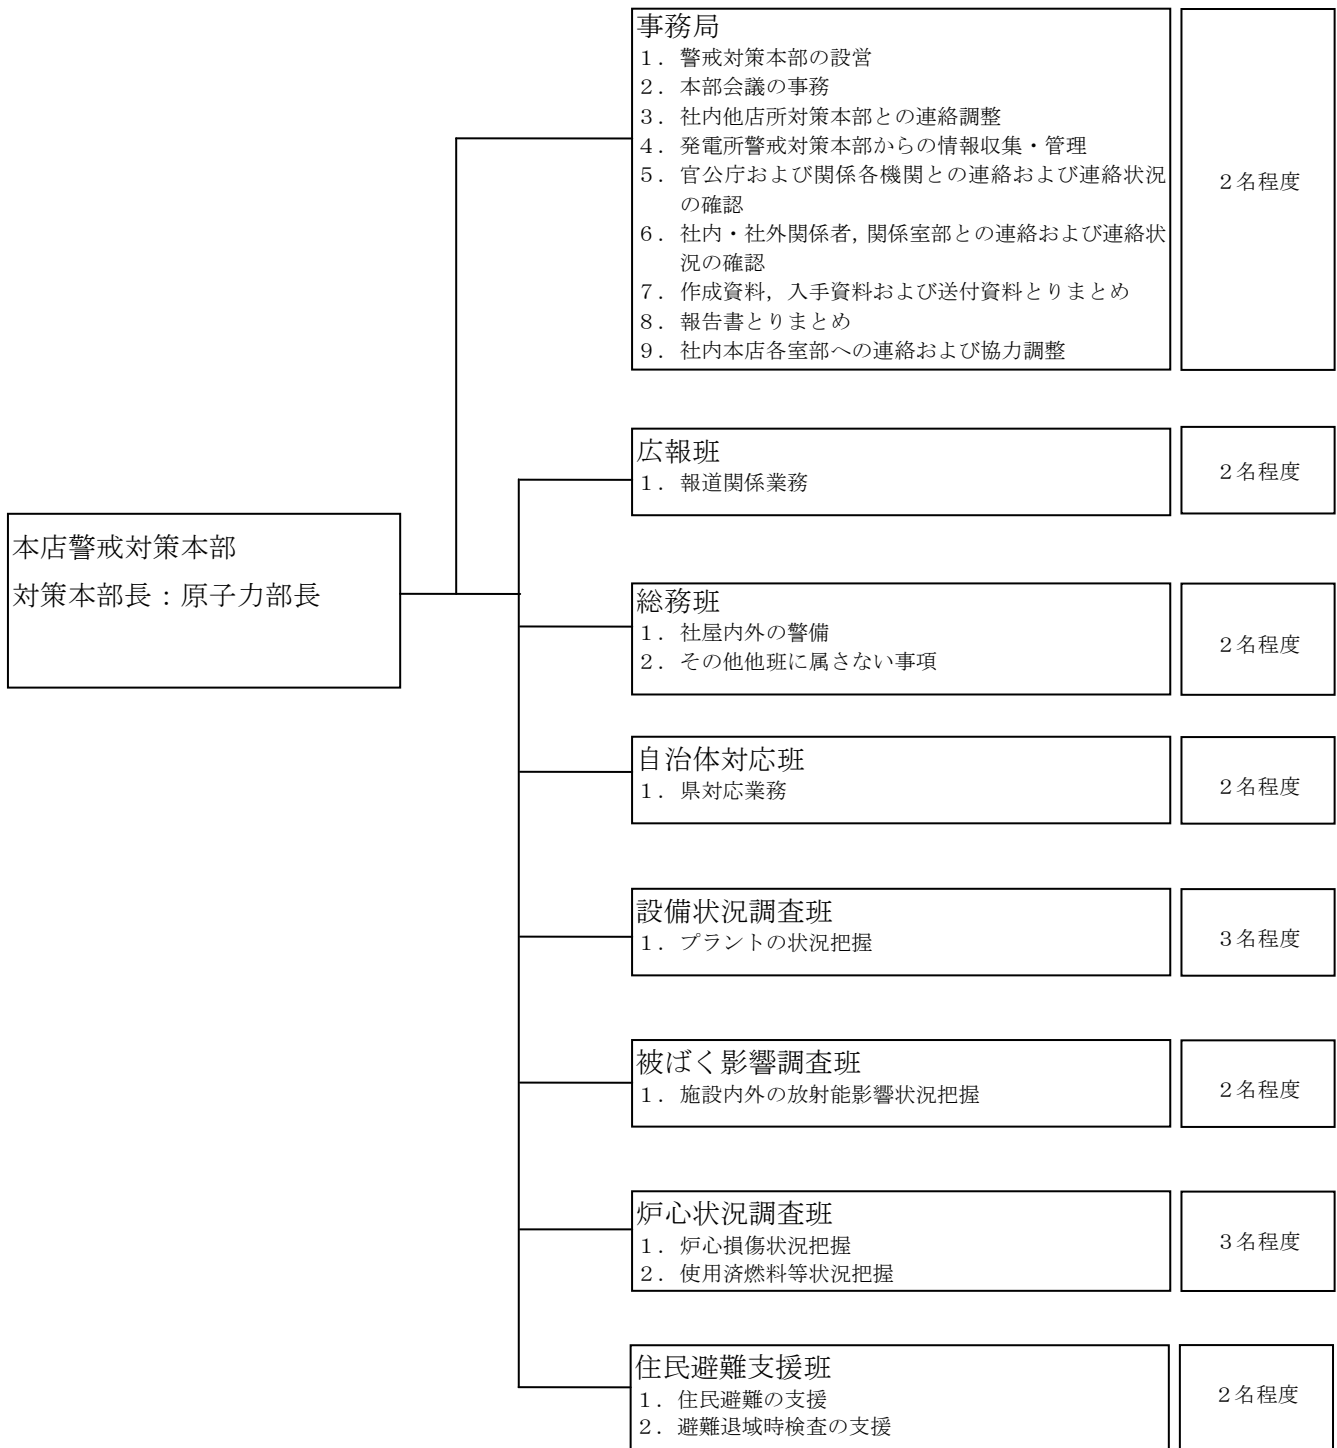 事務局
１．警戒対策本部の設営
２．本部会議の事務
３．社内他店所対策本部との連絡調整
４．発電所警戒対策本部からの情報収集・管理
５．官公庁および関係各機関との連絡および連絡状況
の確認
６．社内・社外関係者，関係室部との連絡および連絡状
況の確認
７．作成資料，入手資料および送付資料とりまとめ
８．報告書とりまとめ
９．社内本店各室部への連絡および協力調整
２名程度
広報班
１．報道関係業務
２名程度
本店警戒対策本部
対策本部長：原子力部長
総務班
１．社屋内外の警備
２．その他他班に属さない事項
２名程度
自治体対応班
１．県対応業務
２名程度
設備状況調査班
１．プラントの状況把握
３名程度
被ばく影響調査班
１．施設内外の放射能影響状況把握
２名程度
炉心状況調査班
１．炉心損傷状況把握
２．使用済燃料等状況把握
３名程度
住民避難支援班
１．住民避難の支援
２．避難退域時検査の支援
２名程度